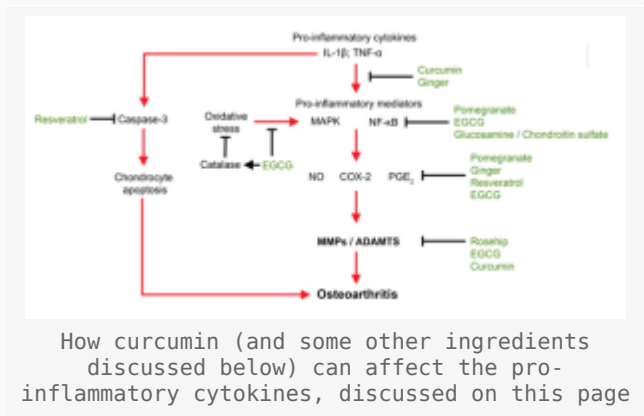 Pro-inflammatory cytokines
IL-1β; TNF-α
Curcumin
Ginger
Pro-inflammatory mediators
Resveratrol
Caspase-3
Oxidative
stress
MAPK
NF-κB
Pomegranate
EGCG
Glucosamine / Chondroitin sulfate
Catalase
EGCG
Chondrocyte
apoptosis
NO
COX-2
PGE2
Pomegranate
Ginger
Resveratrol
EGCG
MMPs / ADAMTS
Rosehip
EGCG
Curcumin
Osteoarthritis
How curcumin (and some other ingredients
discussed below) can affect the pro-
inflammatory cytokines, discussed on this page